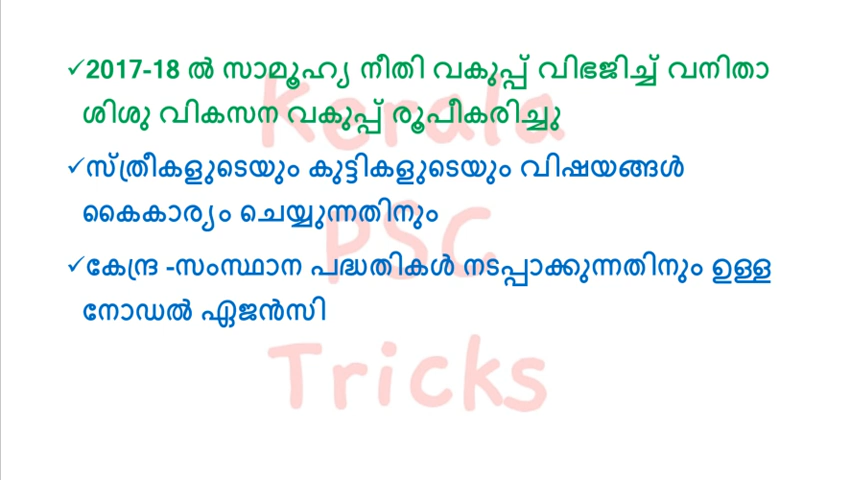 ✓2017-18 ൽ സാമൂഹ്യ നീതി വകുപ്പ് വിഭജിച്ച് വനിതാ
ശിശു വികസന വകുപ്പ് രൂപീകരിച്ചു
✓സ്ത്രീകളുടെയും കുട്ടികളുടെയും വിഷയങ്ങൾ
കൈകാര്യം ചെയ്യുന്നതിനും
✓കേന്ദ്ര -സംസ്ഥാന പദ്ധതികൾ നടപ്പാക്കുന്നതിനും ഉള്ള
നോഡൽ ഏജൻസി
Kerala
PSC
Tricks